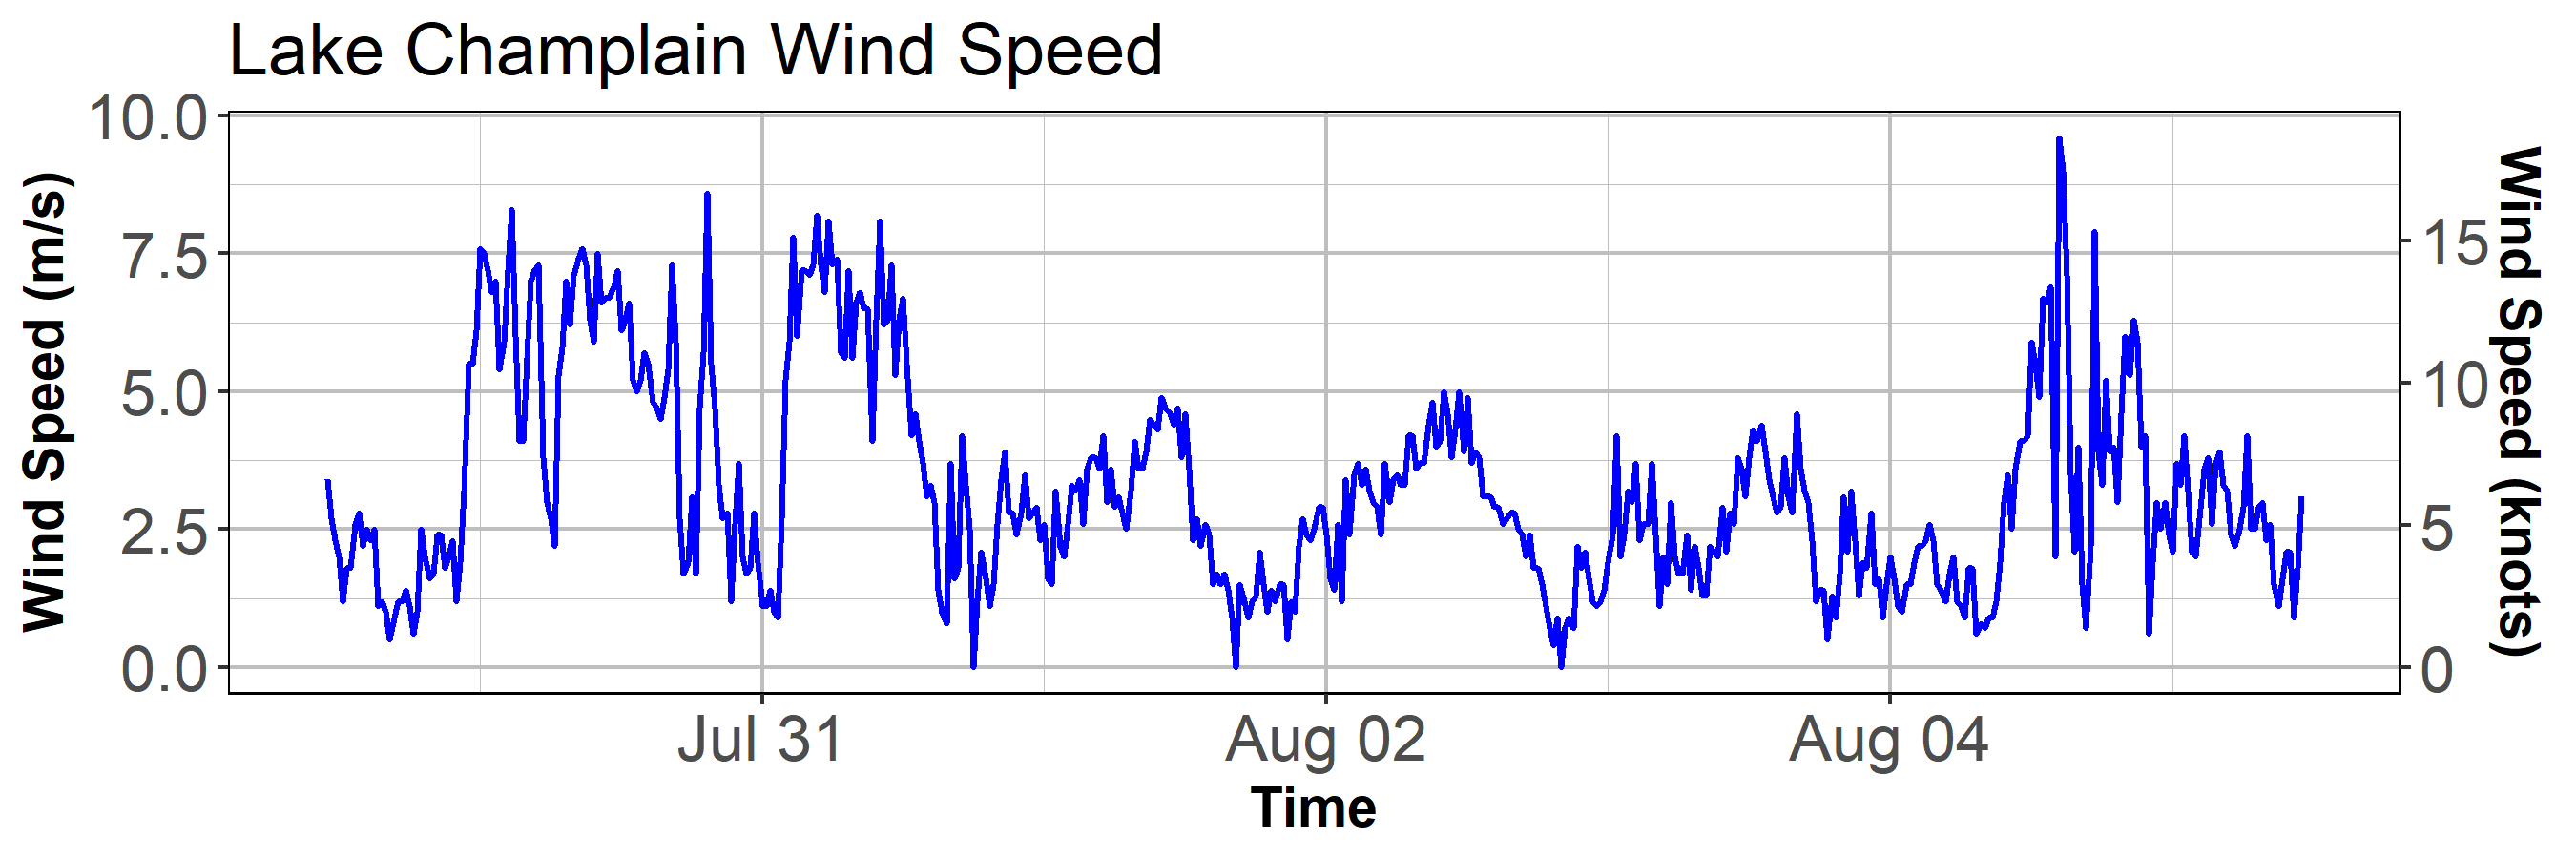 Lake Champlain Wind Speed
Wind Speed (m/s)
10.0
7.5
5.0
2.5
0.0
15
10
5
0
Wind Speed (knots)
Jul 31
Aug 02
Aug 04
Time